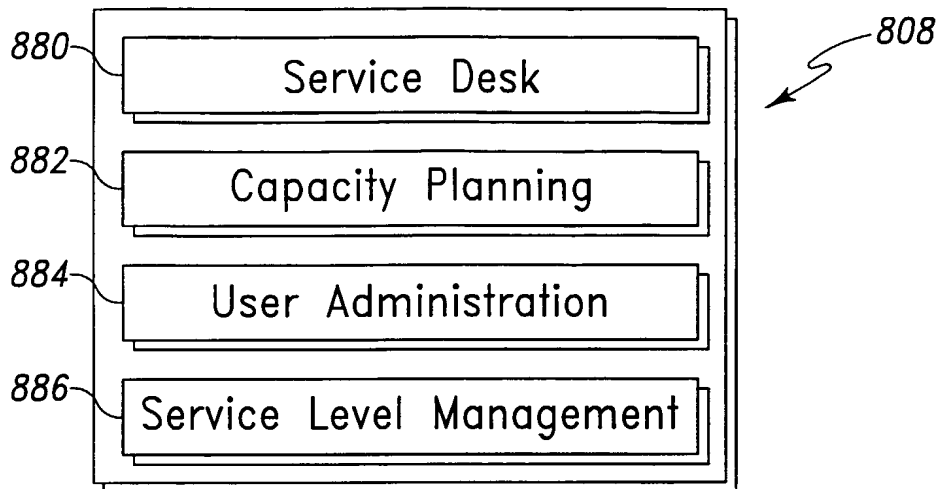 880
Service Desk
808
882
Capacity Planning
884
User Administration
886
Service Level Management